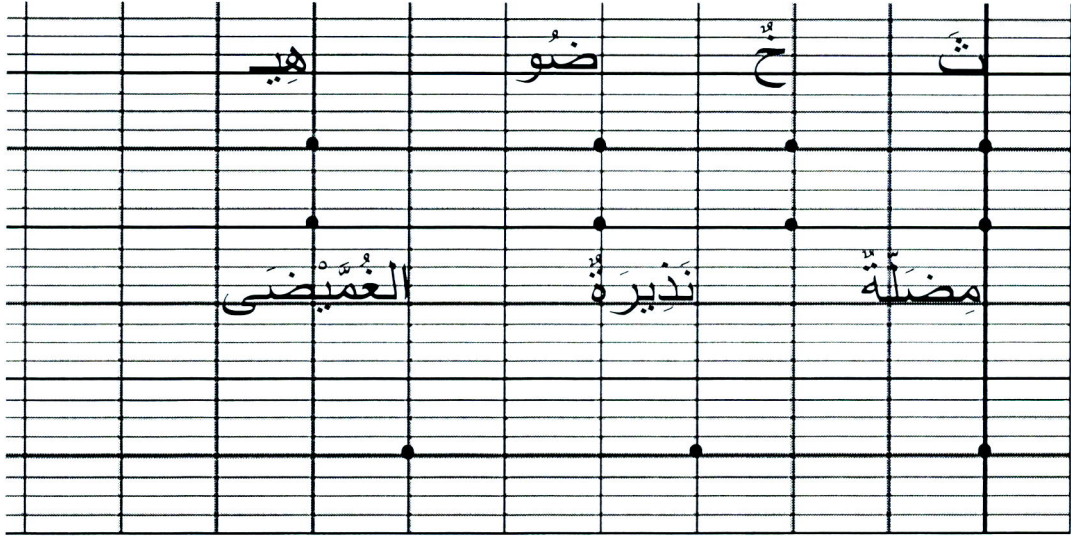 ثَـ خٌّ ضُو هِيـ
مِضَلَّةٌ نَذِيرَةٌ الغُمَّيْضَى